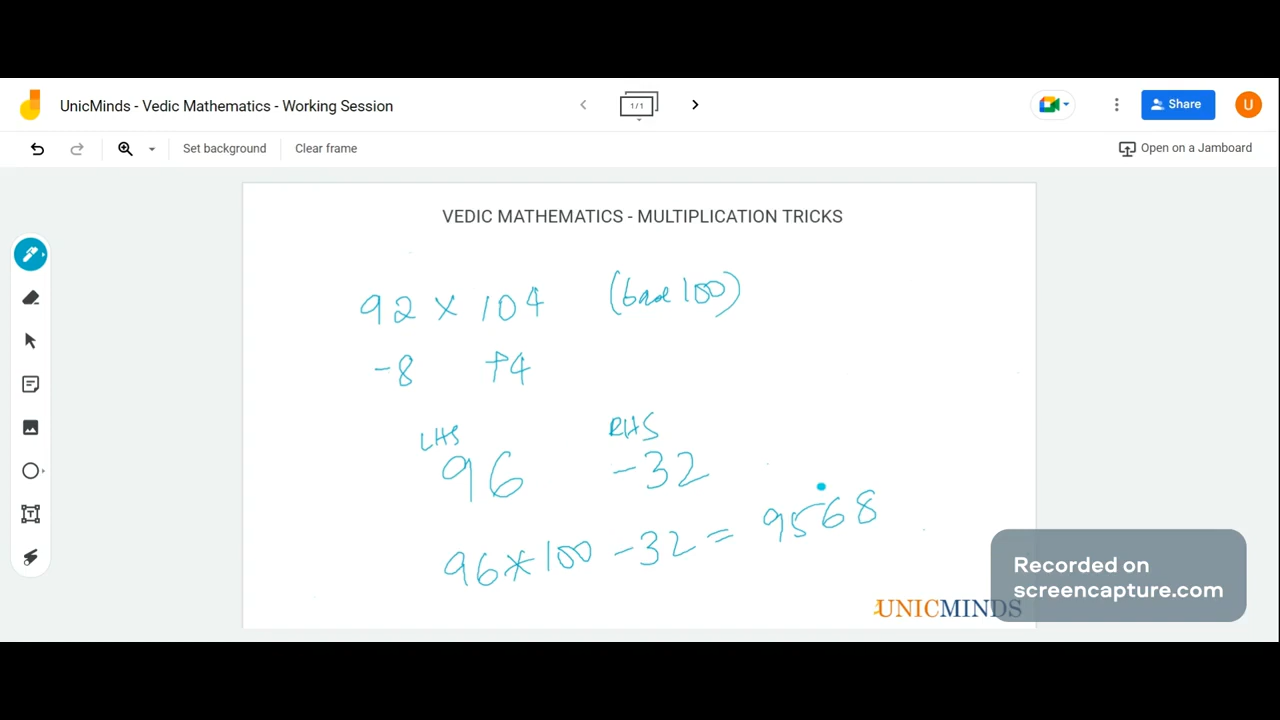 UnicMinds - Vedic Mathematics - Working Session
1/1
Share
U
Set background
Clear frame
Open on a Jamboard
VEDIC MATHEMATICS - MULTIPLICATION TRICKS
92 × 104 (base 100)
-8 +4
LHS RHS
96 -32
96*100 -32 = 9568
Recorded on
screencapture.com
UNICMINDS